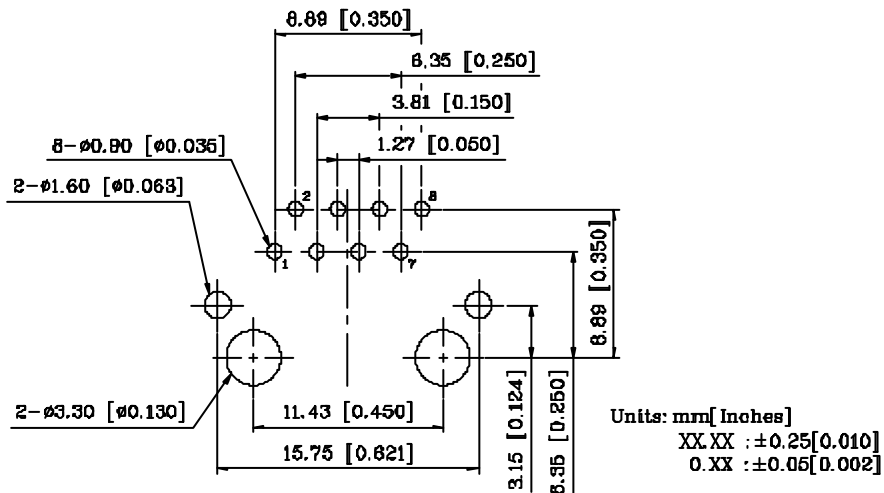 8.89 [0.350]
6.35 [0.250]
3.81 [0.150]
1.27 [0.050]
8-ø0.90 [ø0.035]
2-ø1.60 [ø0.063]
2
8
1
7
8.89 [0.350]
2-ø3.30 [ø0.130]
11.43 [0.450]
15.75 [0.621]
3.15 [0.124]
6.35 [0.250]
Units: mm[Inches]
XX.XX :±0.25[0.010]
0.XX :±0.05[0.002]